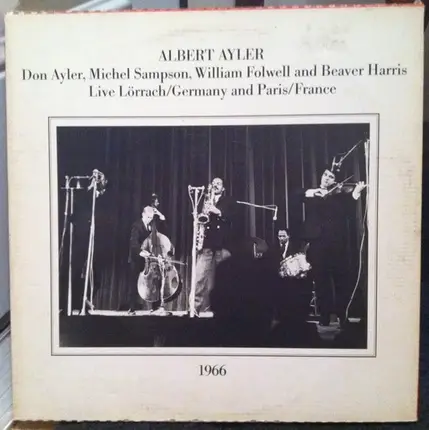 ALBERT AYLER
Don Ayler, Michel Sampson, William Folwell and Beaver Harris
Live Lörrach/Germany and Paris/France
1966